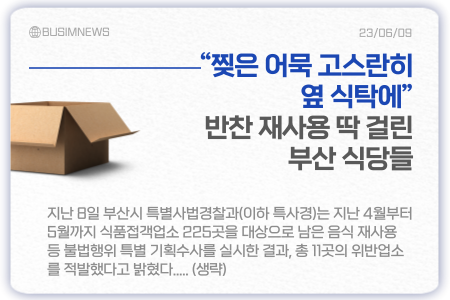 BUSIMNEWS
23/06/09
“찢은 어묵 고스란히
옆 식탁에”
반찬 재사용 딱 걸린
부산 식당들
지난 8일 부산시 특별사법경찰과(이하 특사경)는 지난 4월부터
5월까지 식품접객업소 225곳을 대상으로 남은 음식 재사용
등 불법행위 특별 기획수사를 실시한 결과, 총 11곳의 위반업소
를 적발했다고 밝혔다..... (생략)